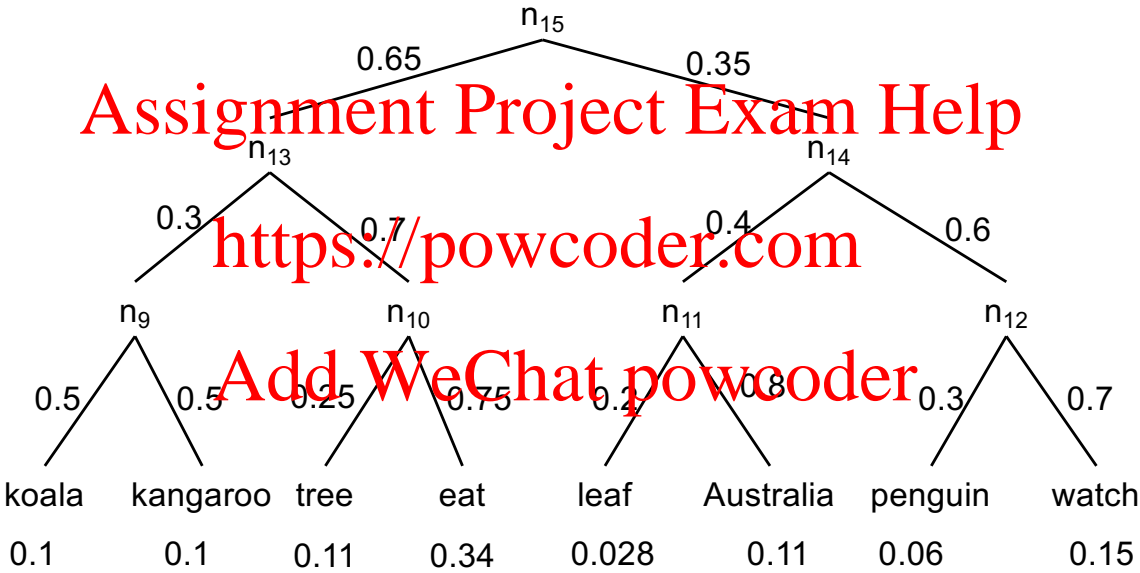 n₁₅
0.65 0.35
Assignment Project Exam Help
n₁₃ n₁₄
0.3 0.7 0.4 0.6
https://powcoder.com
n₉ n₁₀ n₁₁ n₁₂
Add WeChat powcoder
0.5 0.5 0.25 0.75 0.2 0.8 0.3 0.7
koala kangaroo tree eat leaf Australia penguin watch
0.1 0.1 0.11 0.34 0.028 0.11 0.06 0.15